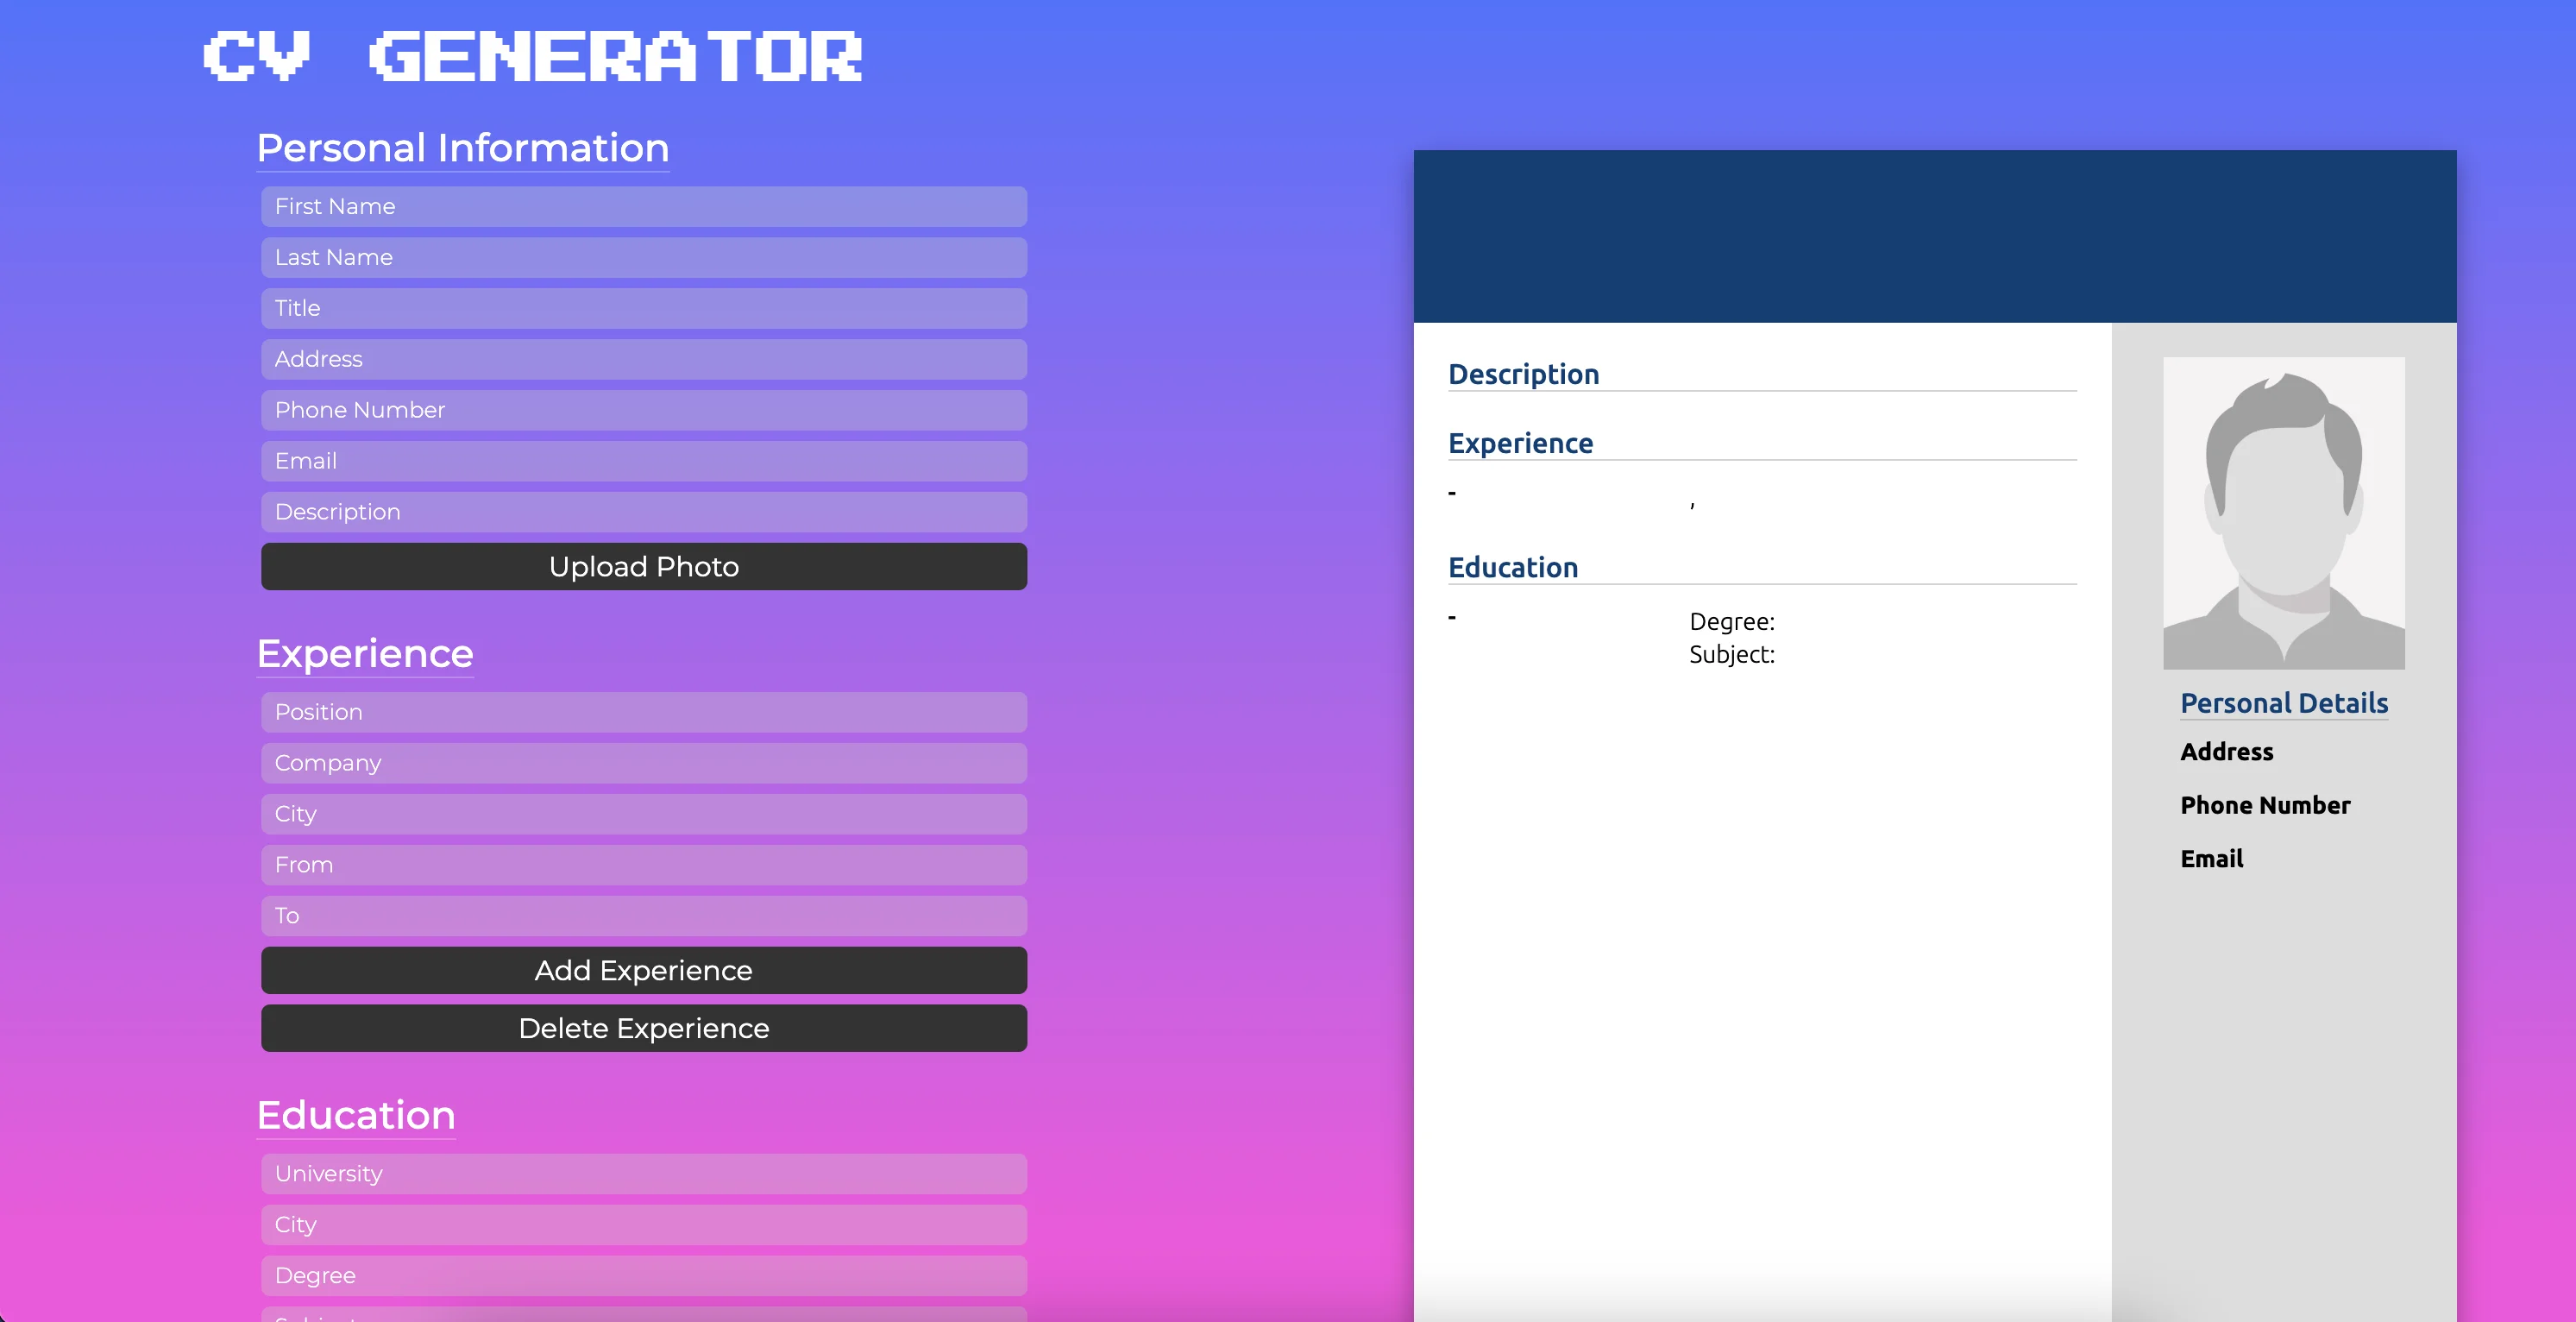 CV GENERATOR
Personal Information
First Name
Last Name
Title
Address
Phone Number
Email
Description
Upload Photo
Experience
Position
Company
City
From
To
Add Experience
Delete Experience
Education
University
City
Degree
Description
Experience
- ,
Education
- Degree:
Subject:
Personal Details
Address
Phone Number
Email